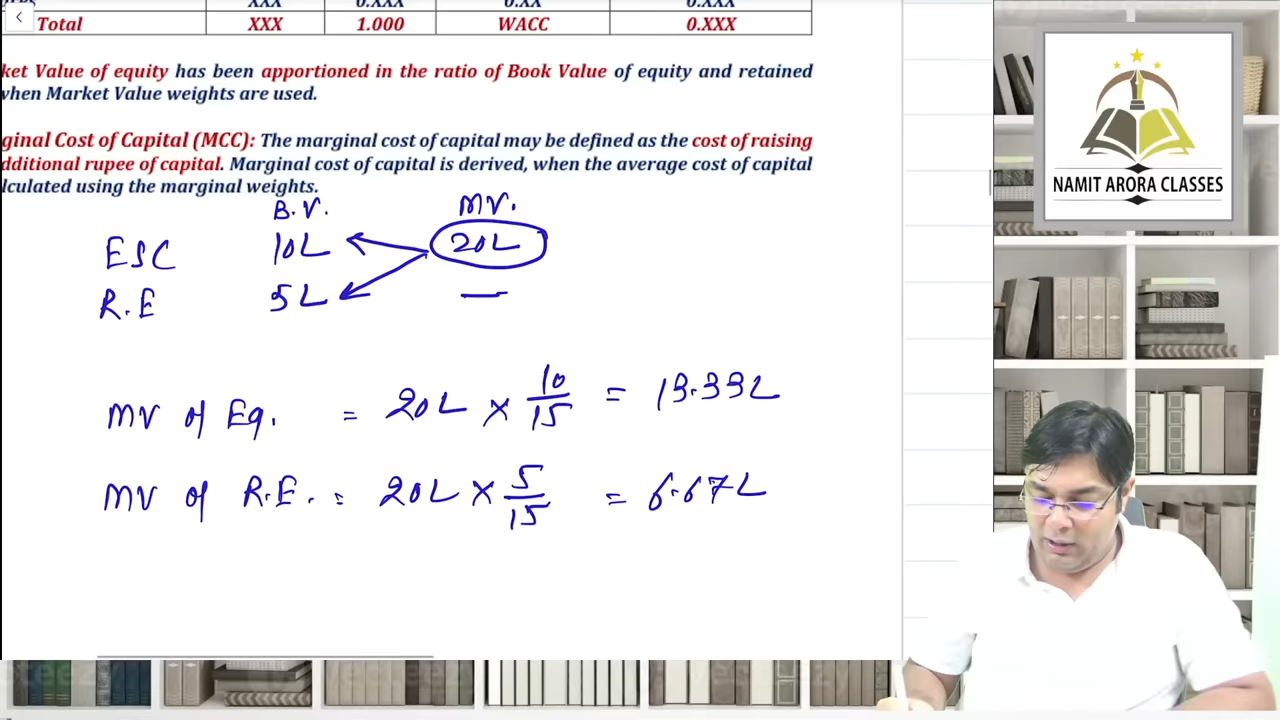 Total XXX 1.000 WACC 0.XXX
ket Value of equity has been apportioned in the ratio of Book Value of equity and retained
when Market Value weights are used.
ginal Cost of Capital (MCC): The marginal cost of capital may be defined as the cost of raising
dditional rupee of capital. Marginal cost of capital is derived, when the average cost of capital
lculated using the marginal weights.
B.V. MV.
ESC 10L 20L
R.E 5L —
MV of Eq. = 20L × 10/15 = 13.33L
MV of R.E. = 20L × 5/15 = 6.67L
NAMIT ARORA CLASSES